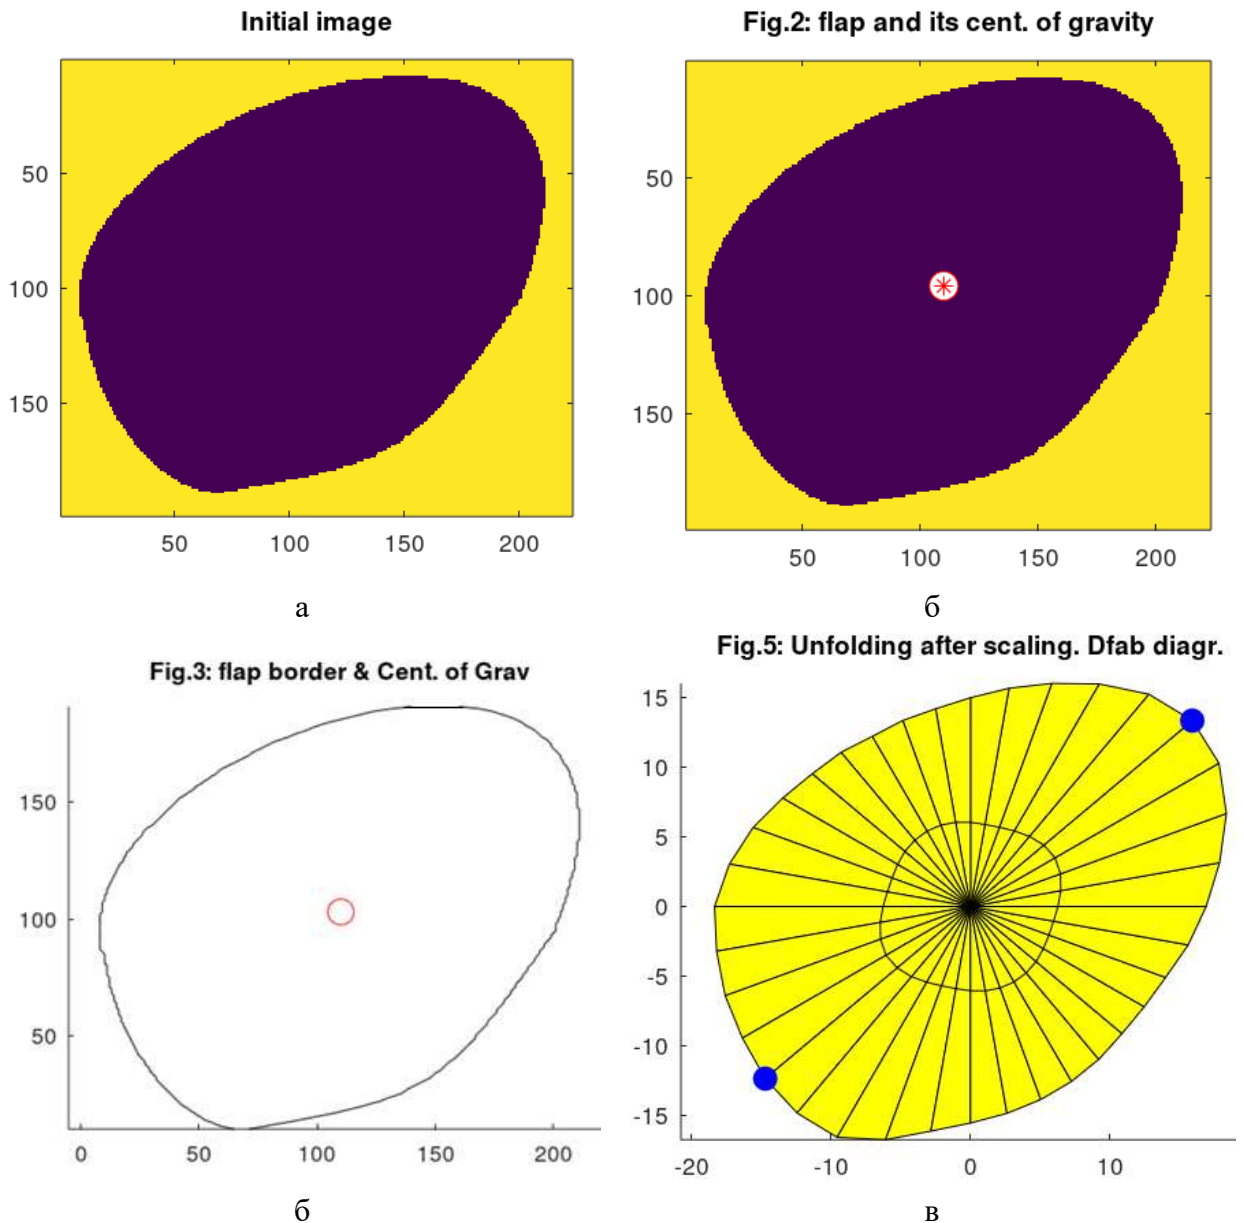 Initial image
50
100
150
50 100 150 200
а
Fig.2: flap and its cent. of gravity
50
100
150
50 100 150 200
б
Fig.3: flap border & Cent. of Grav
150
100
50
0 50 100 150 200
б
Fig.5: Unfolding after scaling. Dfab diagr.
15
10
5
0
-5
-10
-15
-20 -10 0 10
в